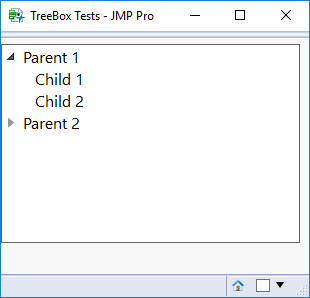 TreeBox Tests - JMP Pro
Parent 1
Child 1
Child 2
Parent 2